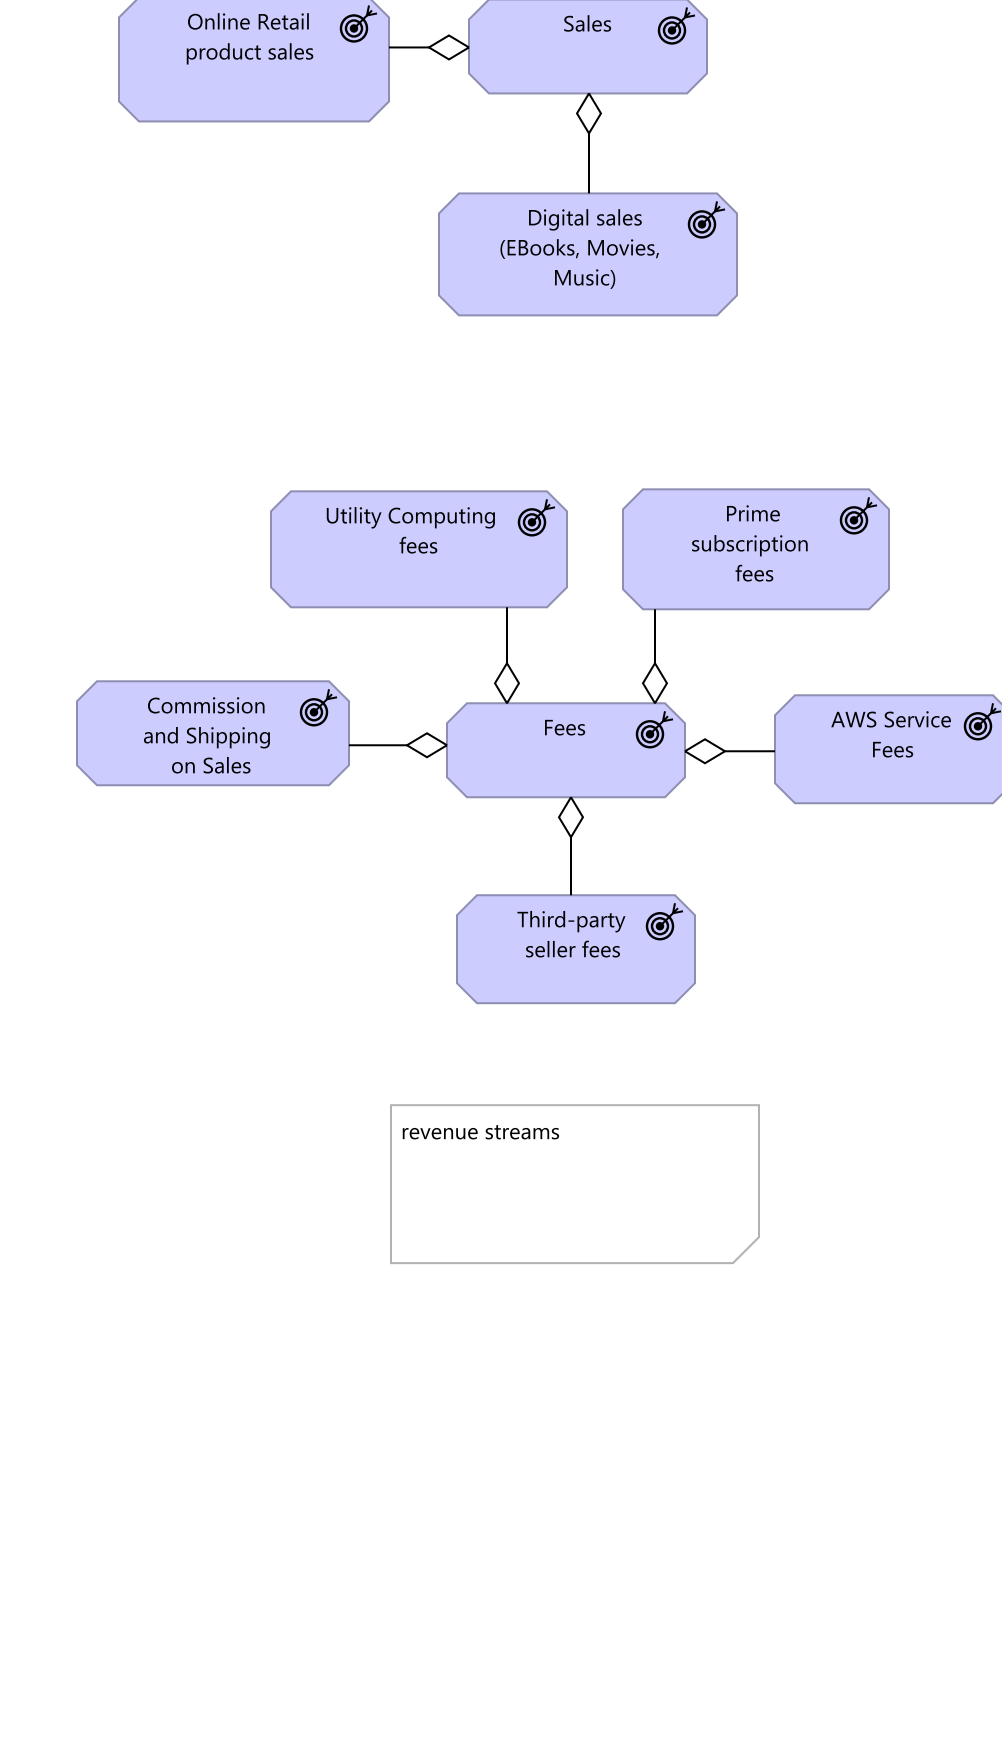 Online Retail
product sales
Sales
Digital sales
(EBooks, Movies,
Music)
Utility Computing
fees
Prime
subscription
fees
Commission
and Shipping
on Sales
Fees
AWS Service
Fees
Third-party
seller fees
revenue streams